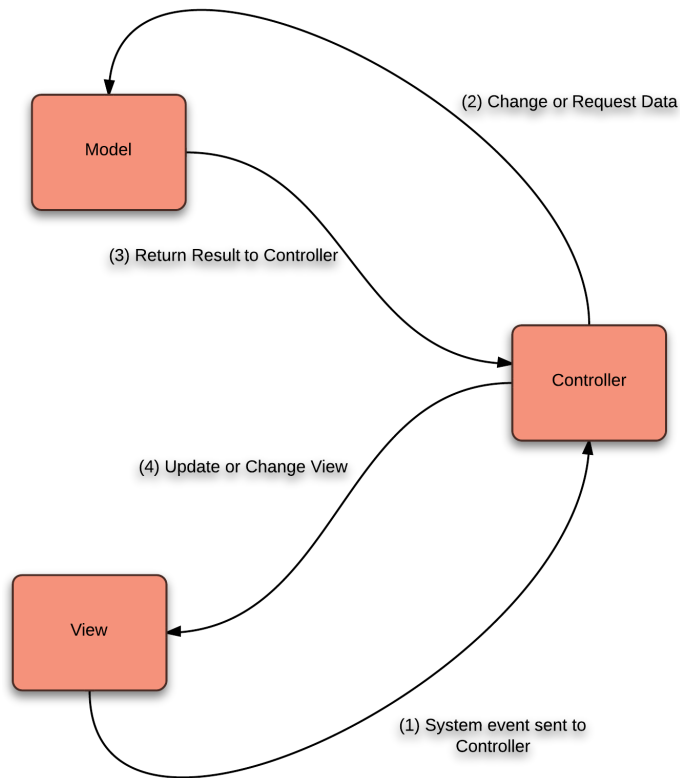 (2) Change or Request Data
Model
(3) Return Result to Controller
Controller
(4) Update or Change View
View
(1) System event sent to
Controller